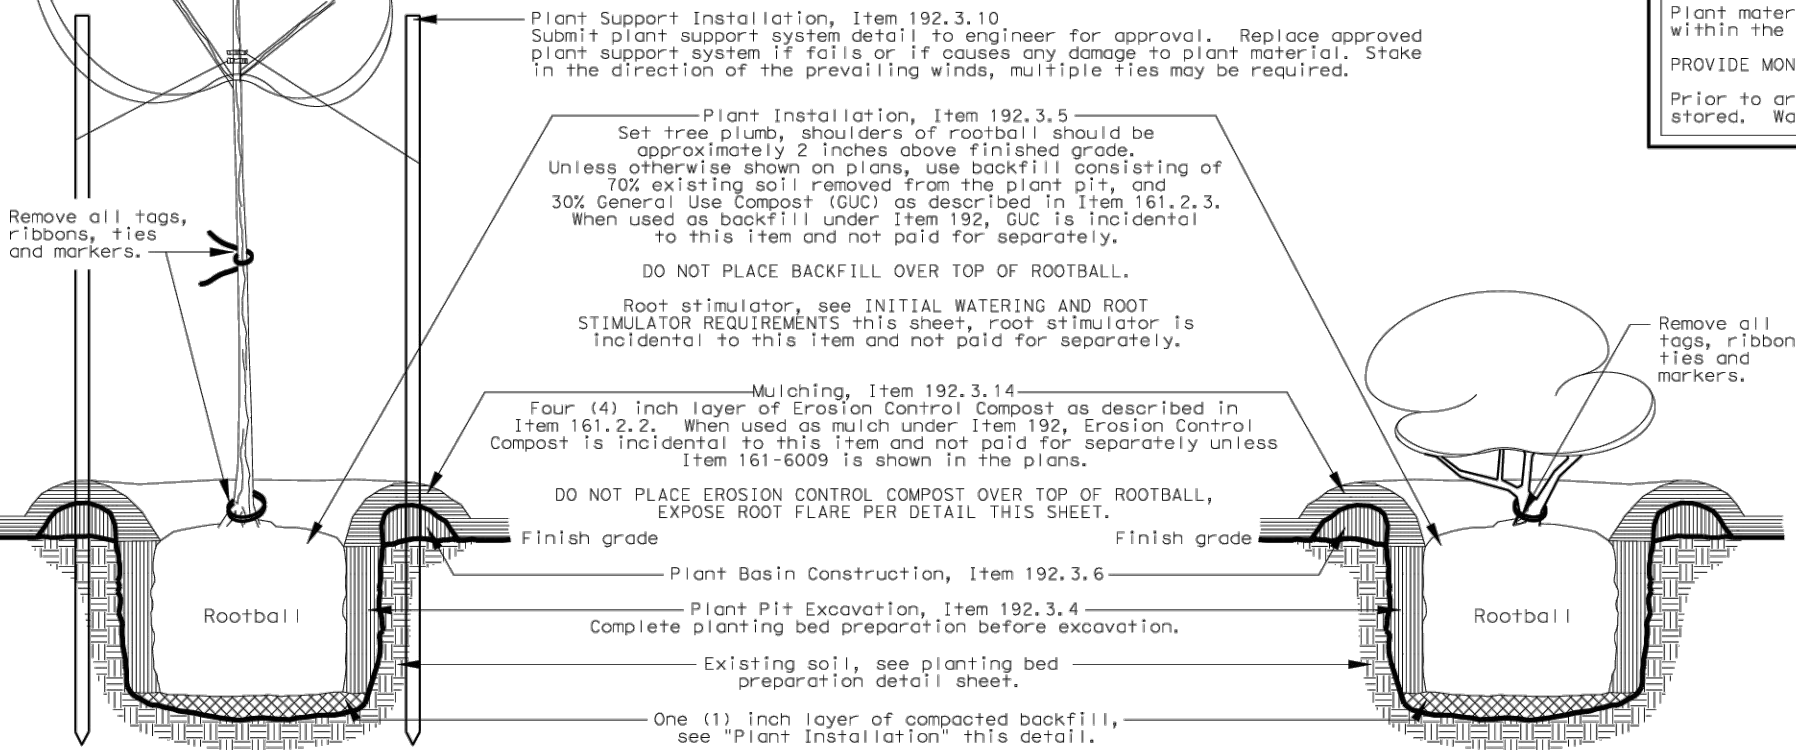 Plant Support Installation, Item 192.3.10
Submit plant support system detail to engineer for approval. Replace approved
plant support system if fails or if causes any damage to plant material. Stake
in the direction of the prevailing winds, multiple ties may be required.
Plant mater
within the
PROVIDE MON
Prior to ar
stored. Wa
Plant Installation, Item 192.3.5
Set tree plumb, shoulders of rootball should be
approximately 2 inches above finished grade.
Unless otherwise shown on plans, use backfill consisting of
70% existing soil removed from the plant pit, and
30% General Use Compost (GUC) as described in Item 161.2.3.
When used as backfill under Item 192, GUC is incidental
to this item and not paid for separately.
DO NOT PLACE BACKFILL OVER TOP OF ROOTBALL.
Root stimulator, see INITIAL WATERING AND ROOT
STIMULATOR REQUIREMENTS this sheet, root stimulator is
incidental to this item and not paid for separately.
Remove all tags,
ribbons, ties
and markers.
Remove all
tags, ribbon
ties and
markers.
Mulching, Item 192.3.14
Four (4) inch layer of Erosion Control Compost as described in
Item 161.2.2. When used as mulch under Item 192, Erosion Control
Compost is incidental to this item and not paid for separately unless
Item 161-6009 is shown in the plans.
DO NOT PLACE EROSION CONTROL COMPOST OVER TOP OF ROOTBALL,
EXPOSE ROOT FLARE PER DETAIL THIS SHEET.
Finish grade
Finish grade
Plant Basin Construction, Item 192.3.6
Rootball
Plant Pit Excavation, Item 192.3.4
Complete planting bed preparation before excavation.
Rootball
Existing soil, see planting bed
preparation detail sheet.
One (1) inch layer of compacted backfill,
see "Plant Installation" this detail.